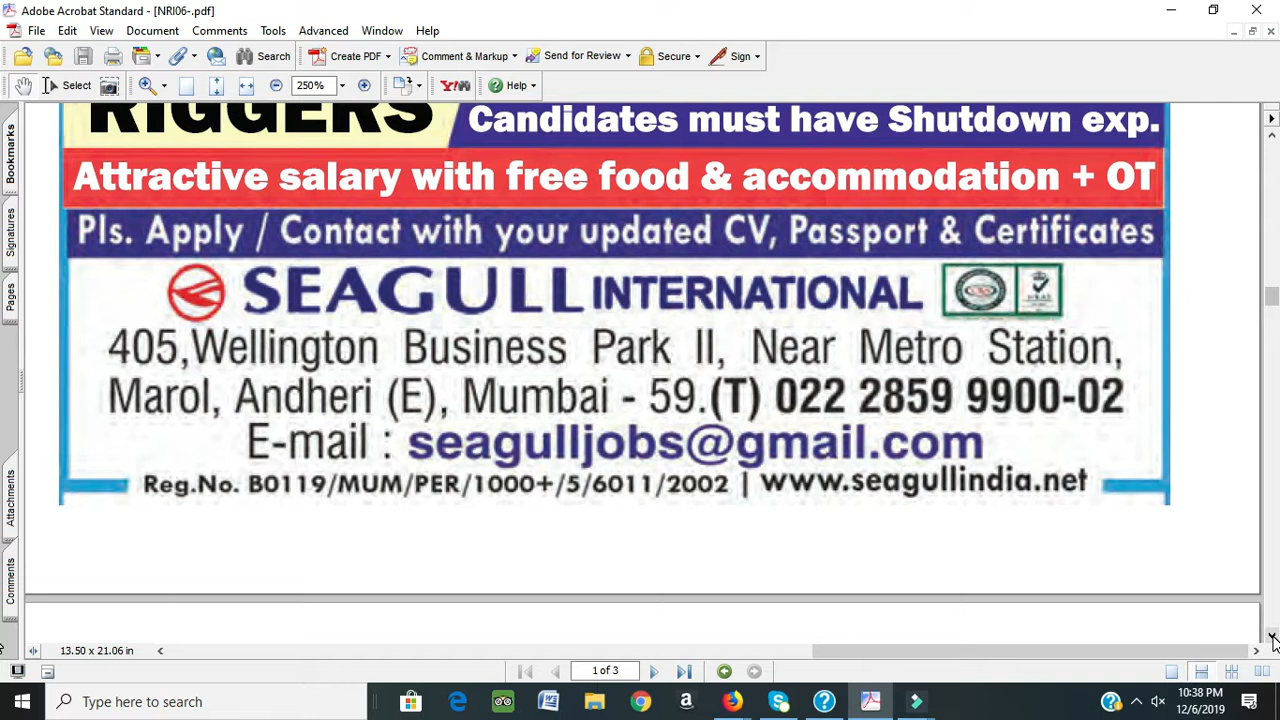 Adobe Acrobat Standard - [NRI06-.pdf]
File Edit View Document Comments Tools Advanced Window Help
Search Create PDF Comment & Markup Send for Review Secure Sign
Select 250% Y! Help
RIGGERS Candidates must have Shutdown exp.
Attractive salary with free food & accommodation + OT
Pls. Apply / Contact with your updated CV, Passport & Certificates
SEAGULL INTERNATIONAL
405,Wellington Business Park II, Near Metro Station,
Marol, Andheri (E), Mumbai - 59.(T) 022 2859 9900-02
E-mail : seagulljobs@gmail.com
Reg.No. B0119/MUM/PER/1000+/5/6011/2002 | www.seagullindia.net
Bookmarks
Signatures
Pages
Attachments
Comments
13.50 x 21.06 in
1 of 3
Type here to search
10:38 PM
12/6/2019